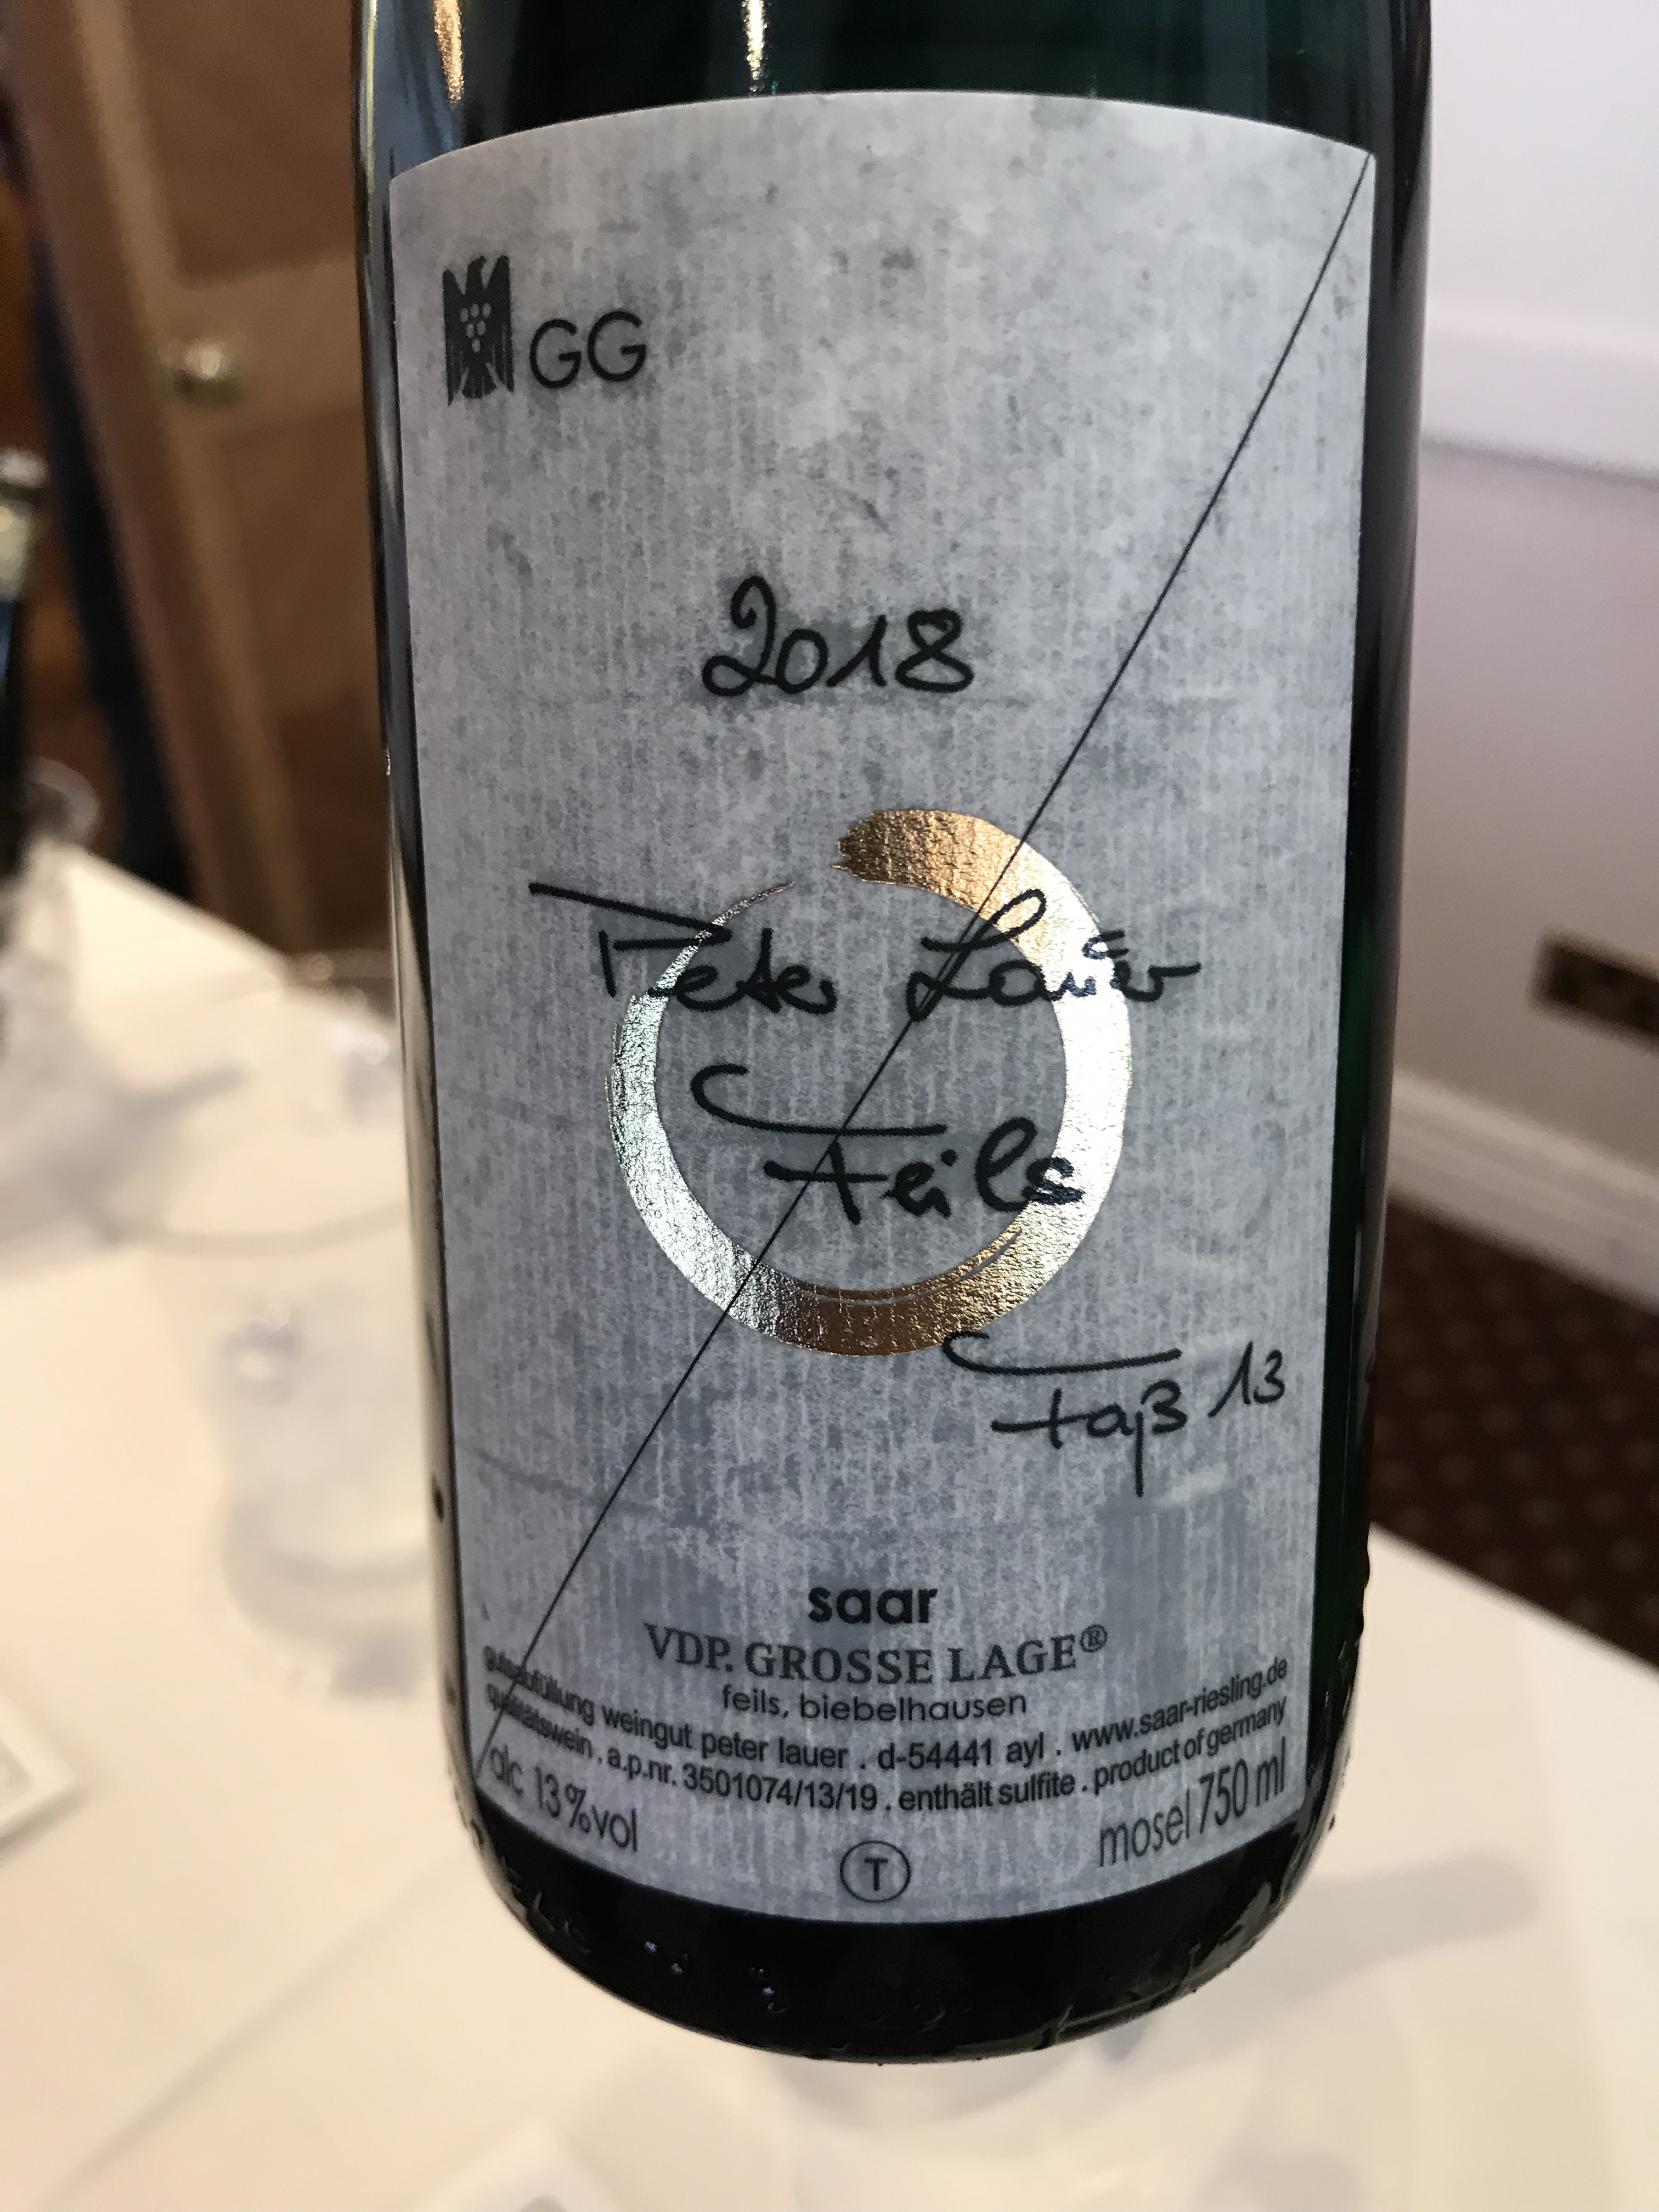 GG
2018
Peter Lauer
Feils
Faß 13
saar
VDP. GROSSE LAGE®
feils, biebelhausen
gutsabfüllung weingut peter lauer . d-54441 ayl . www.saar-riesling.de
qualitätswein . a.p.nr. 3501074/13/19 . enthält sulfite . product of germany
alc 13%vol
mosel 750 ml
T